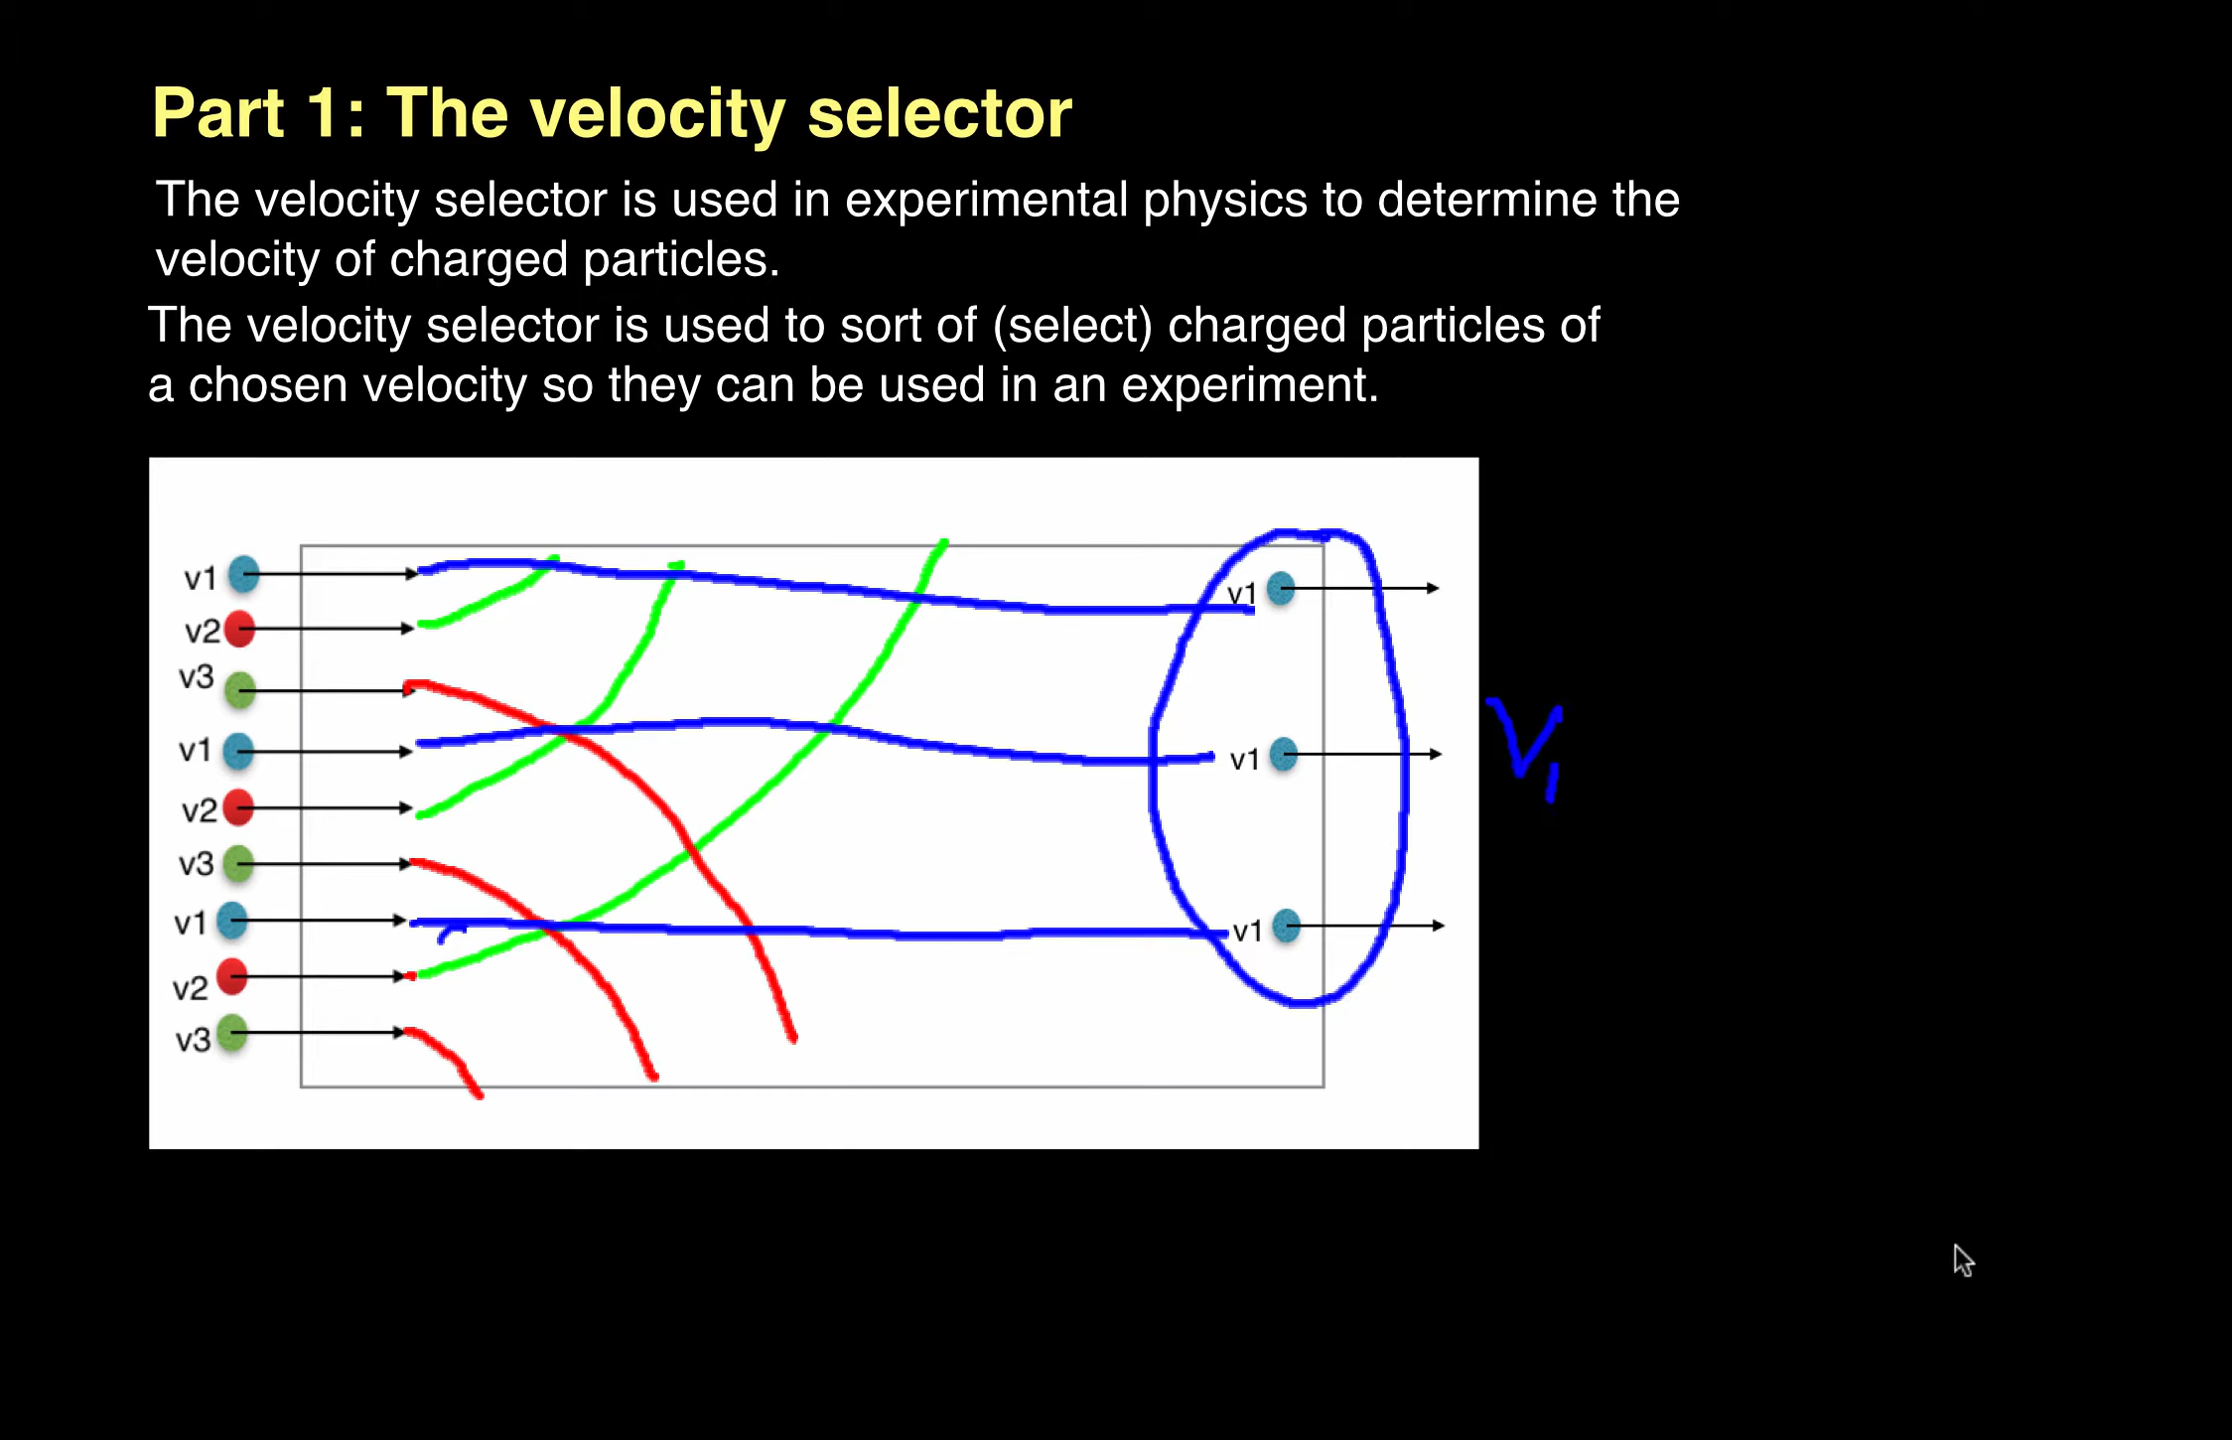 Part 1: The velocity selector
The velocity selector is used in experimental physics to determine the
velocity of charged particles.
The velocity selector is used to sort of (select) charged particles of
a chosen velocity so they can be used in an experiment.
v1
v2
v3
v1
v2
v3
v1
v2
v3
v1
v1
v1
V1